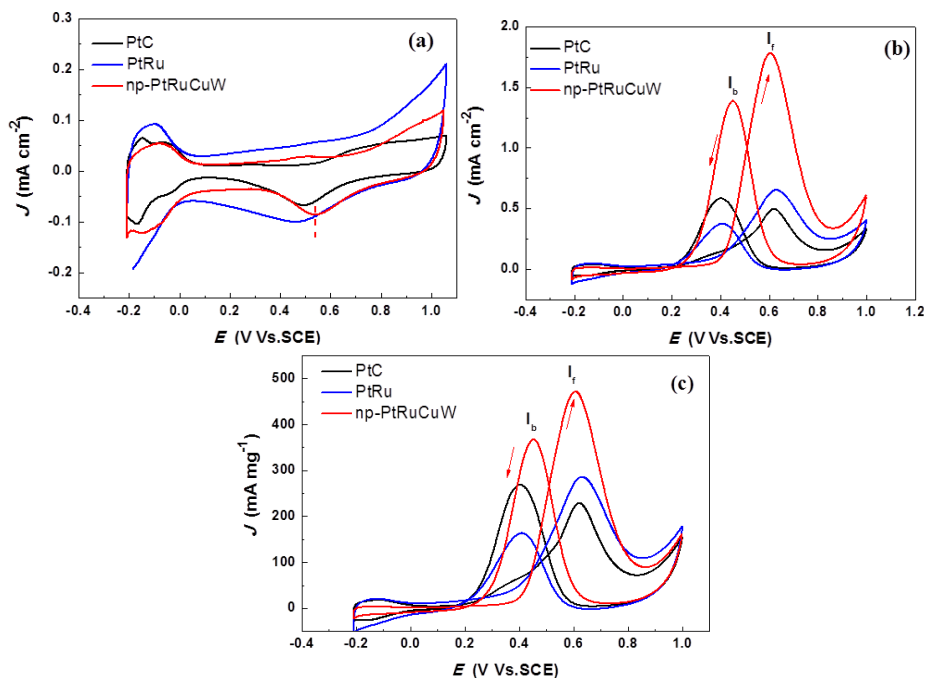 (a)
PtC
PtRu
np-PtRuCuW
0.3
0.2
0.1
0.0
-0.1
-0.2
J (mA cm-2)
-0.2 0.0 0.2 0.4 0.6 0.8 1.0
E (V Vs.SCE)
(b)
PtC
PtRu
np-PtRuCuW
If
Ib
2.0
1.5
1.0
0.5
0.0
J (mA cm-2)
-0.4 -0.2 0.0 0.2 0.4 0.6 0.8 1.0 1.2
E (V Vs.SCE)
(c)
PtC
PtRu
np-PtRuCuW
If
Ib
500
400
300
200
100
0
J (mA mg-1)
-0.4 -0.2 0.0 0.2 0.4 0.6 0.8 1.0
E (V Vs.SCE)